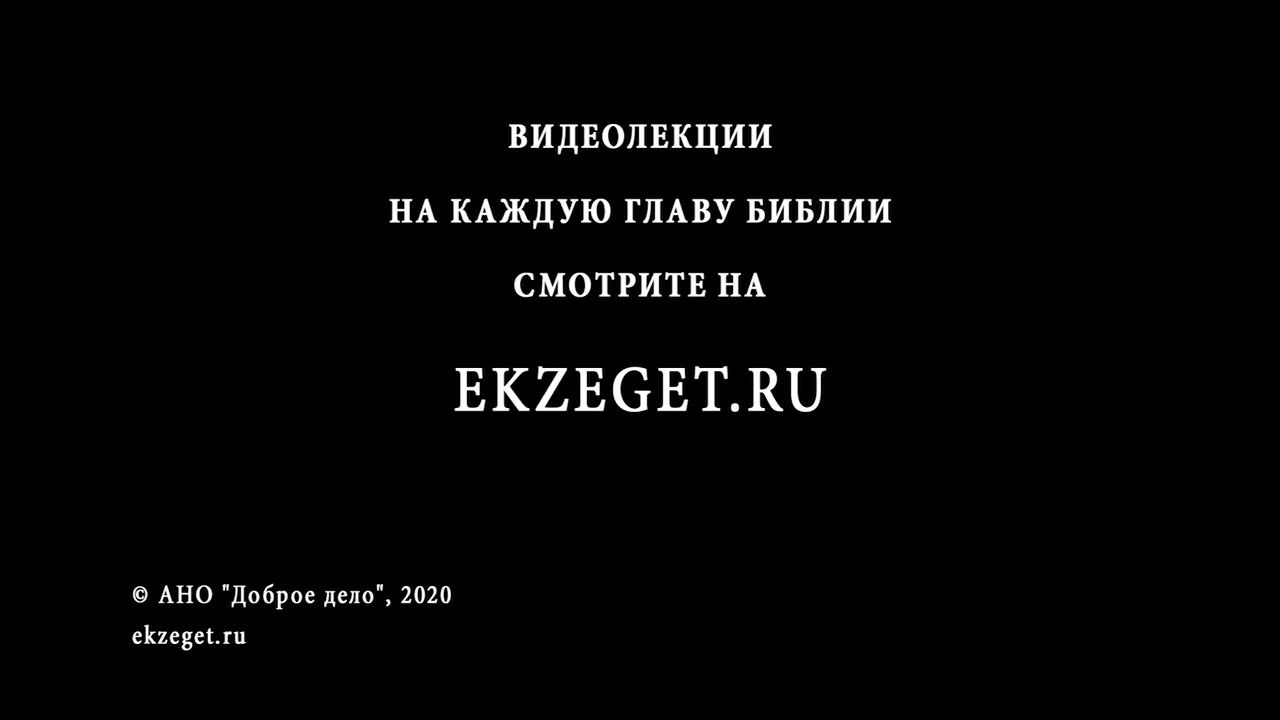 ВИДЕОЛЕКЦИИ
НА КАЖДУЮ ГЛАВУ БИБЛИИ
СМОТРИТЕ НА
EKZEGET.RU
© АНО "Доброе дело", 2020
ekzeget.ru